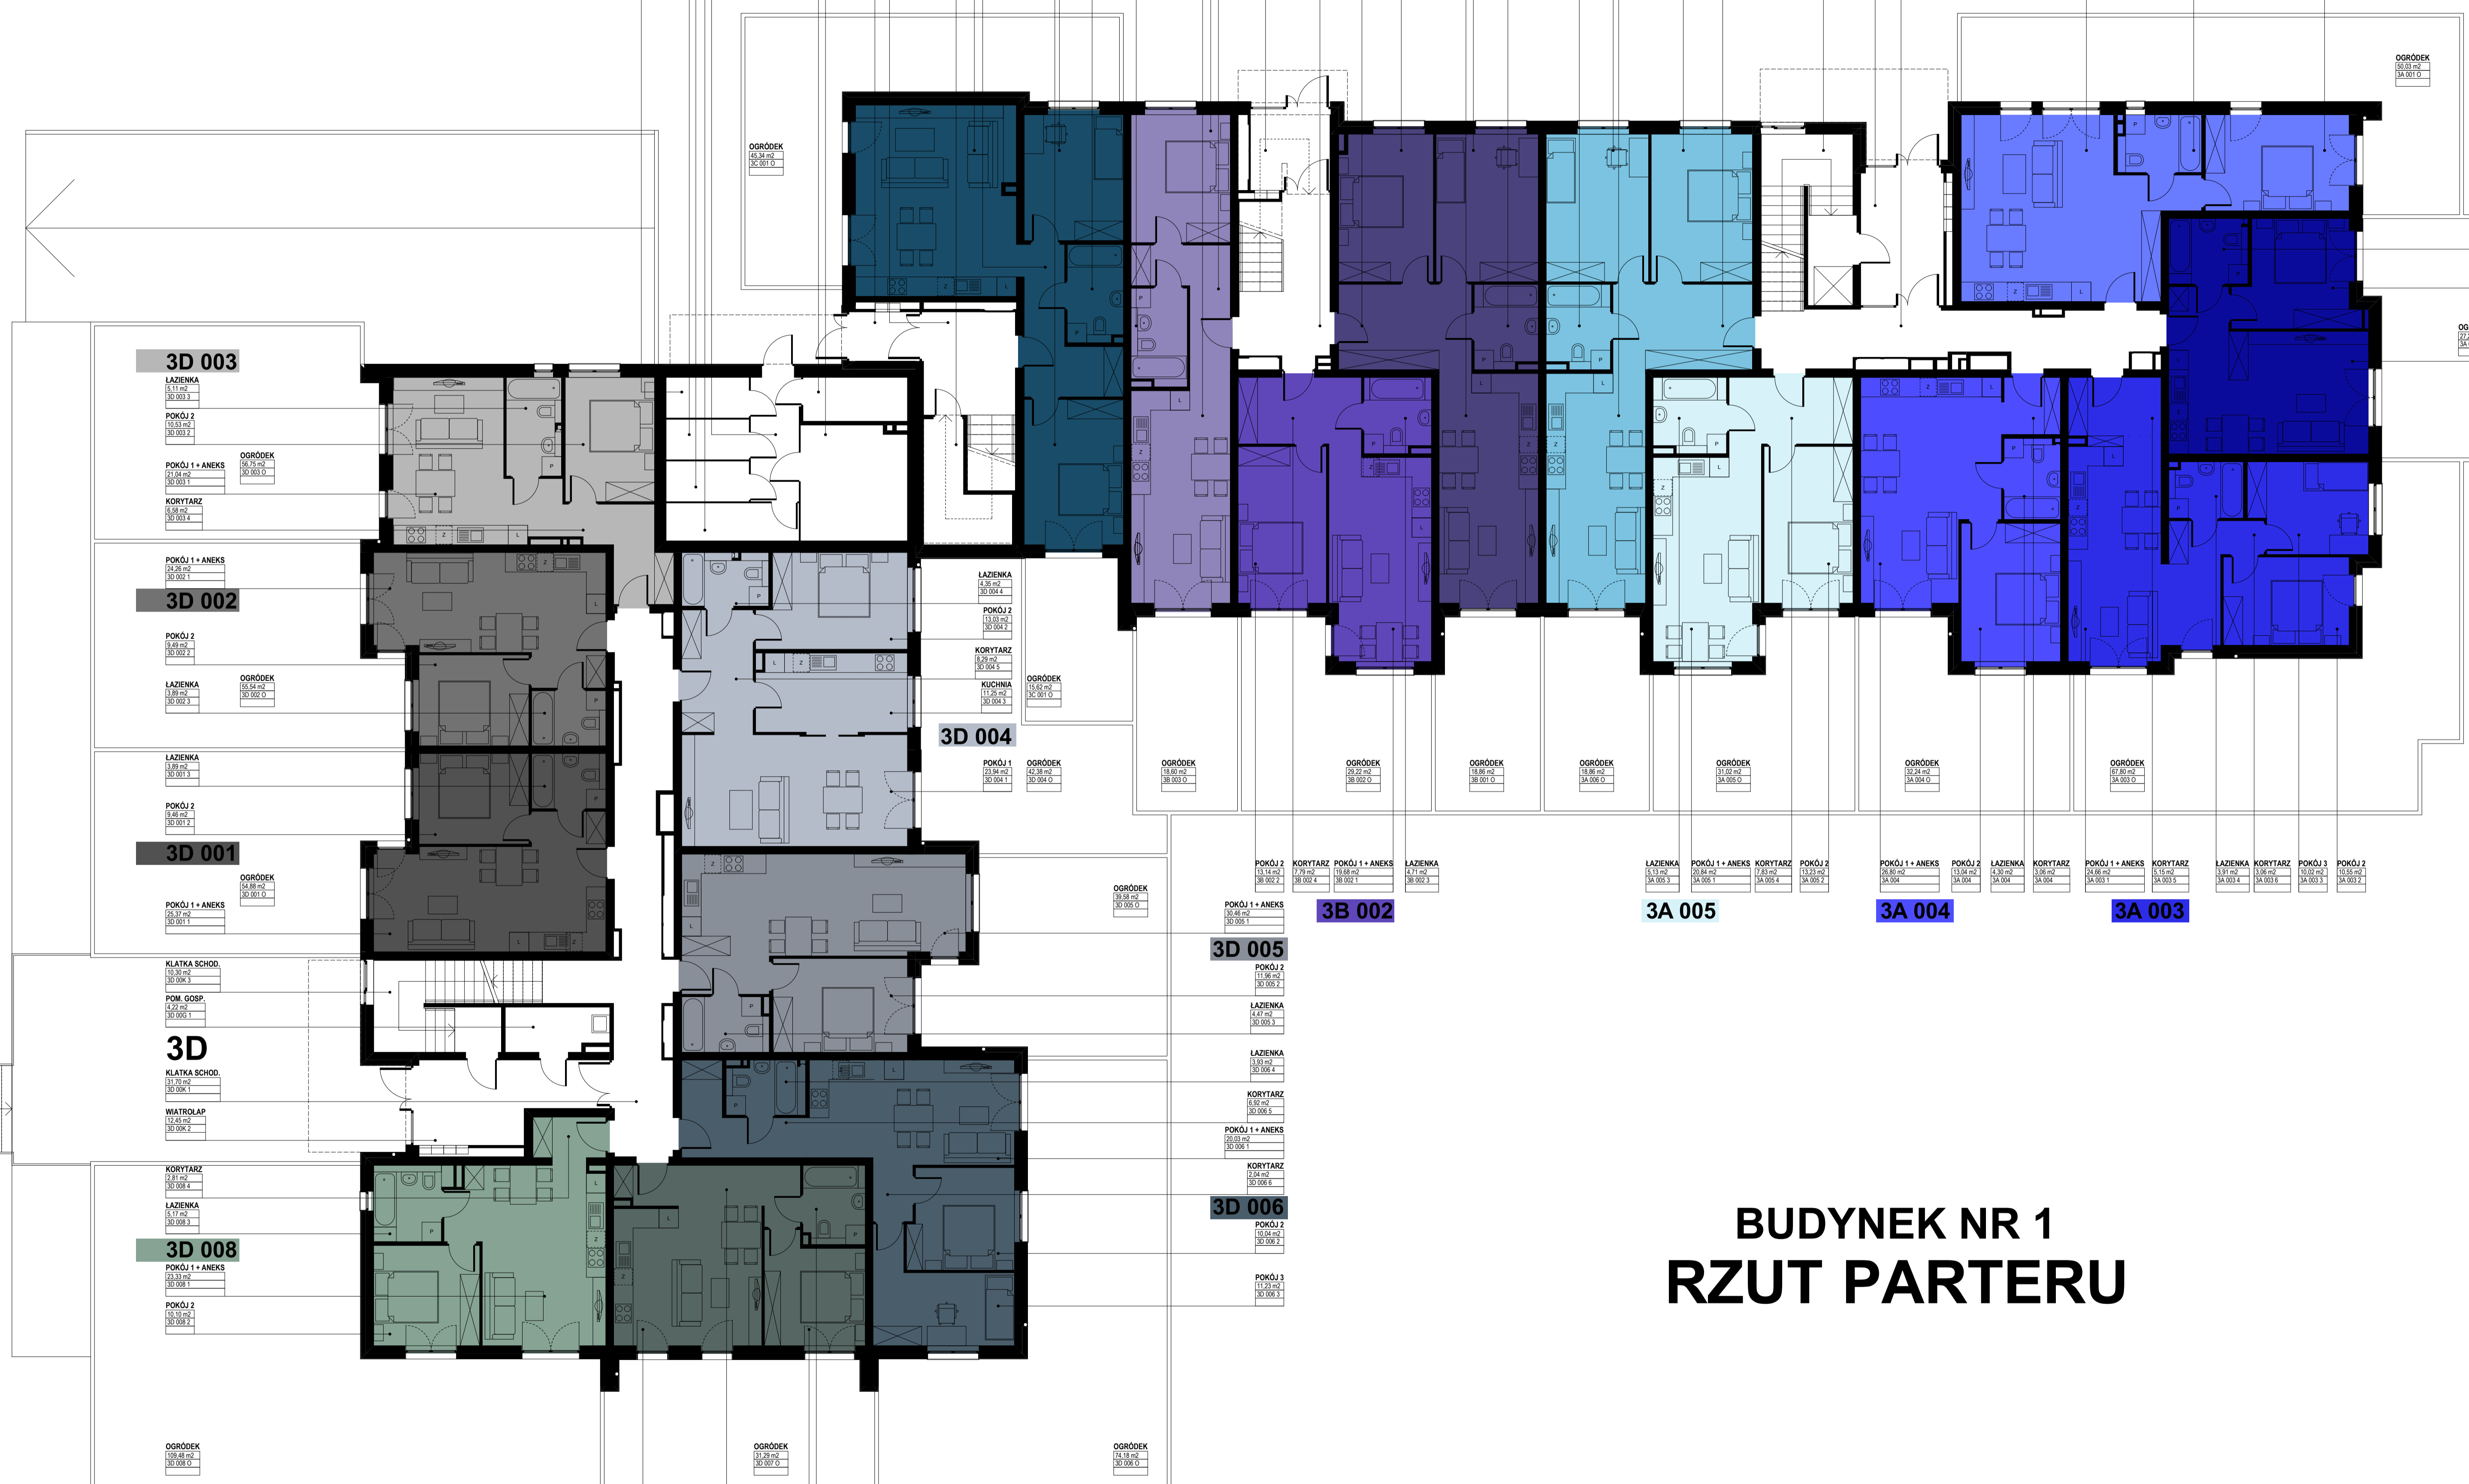 OGRÓDEK
50,03 m2
3A 001 O
OGRÓDEK
45,34 m2
3C 001 O
3D 003
ŁAZIENKA
5,11 m2
3D 003 3
POKÓJ 2
10,53 m2
3D 003 2
OGRÓDEK
56,75 m2
3D 003 O
POKÓJ 1 + ANEKS
21,04 m2
3D 003 1
KORYTARZ
6,58 m2
3D 003 4
POKÓJ 1 + ANEKS
24,26 m2
3D 002 1
3D 002
POKÓJ 2
9,49 m2
3D 002 2
OGRÓDEK
55,54 m2
3D 002 O
ŁAZIENKA
3,89 m2
3D 002 3
ŁAZIENKA
3,89 m2
3D 001 3
POKÓJ 2
9,46 m2
3D 001 2
3D 001
OGRÓDEK
54,88 m2
3D 001 O
POKÓJ 1 + ANEKS
25,37 m2
3D 001 1
KLATKA SCHOD.
10,30 m2
3D 00K 3
POM. GOSP.
4,22 m2
3D 00G 1
3D
KLATKA SCHOD.
31,70 m2
3D 00K 1
WIATROŁAP
12,45 m2
3D 00K 2
KORYTARZ
2,81 m2
3D 008 4
ŁAZIENKA
5,17 m2
3D 008 3
3D 008
POKÓJ 1 + ANEKS
23,33 m2
3D 008 1
POKÓJ 2
10,10 m2
3D 008 2
OGRÓDEK
109,48 m2
3D 008 O
OGRÓDEK
31,29 m2
3D 007 O
OGRÓDEK
74,18 m2
3D 006 O
ŁAZIENKA
4,35 m2
3D 004 4
POKÓJ 2
13,03 m2
3D 004 2
KORYTARZ
8,29 m2
3D 004 5
KUCHNIA
11,25 m2
3D 004 3
OGRÓDEK
15,62 m2
3C 001 O
3D 004
POKÓJ 1
23,94 m2
3D 004 1
OGRÓDEK
42,38 m2
3D 004 O
OGRÓDEK
18,60 m2
3B 003 O
OGRÓDEK
29,22 m2
3B 002 O
OGRÓDEK
18,86 m2
3B 001 O
OGRÓDEK
18,86 m2
3A 006 O
OGRÓDEK
31,02 m2
3A 005 O
OGRÓDEK
32,24 m2
3A 004 O
OGRÓDEK
67,80 m2
3A 003 O
OGRÓDEK
39,58 m2
3D 005 O
POKÓJ 1 + ANEKS
30,46 m2
3D 005 1
3D 005
POKÓJ 2
11,96 m2
3D 005 2
ŁAZIENKA
4,47 m2
3D 005 3
ŁAZIENKA
3,93 m2
3D 006 4
KORYTARZ
6,92 m2
3D 006 5
POKÓJ 1 + ANEKS
20,03 m2
3D 006 1
KORYTARZ
2,04 m2
3D 006 6
3D 006
POKÓJ 2
10,04 m2
3D 006 2
POKÓJ 3
11,23 m2
3D 006 3
POKÓJ 2
13,14 m2
3B 002 2
KORYTARZ
7,79 m2
3B 002 4
POKÓJ 1 + ANEKS
19,68 m2
3B 002 1
ŁAZIENKA
4,71 m2
3B 002 3
3B 002
ŁAZIENKA
5,13 m2
3A 005 3
POKÓJ 1 + ANEKS
20,84 m2
3A 005 1
KORYTARZ
7,83 m2
3A 005 4
POKÓJ 2
13,23 m2
3A 005 2
3A 005
POKÓJ 1 + ANEKS
26,80 m2
3A 004
POKÓJ 2
13,04 m2
3A 004
ŁAZIENKA
4,30 m2
3A 004
KORYTARZ
3,06 m2
3A 004
3A 004
POKÓJ 1 + ANEKS
24,66 m2
3A 003 1
KORYTARZ
5,15 m2
3A 003 5
ŁAZIENKA
3,91 m2
3A 003 4
KORYTARZ
3,06 m2
3A 003 6
POKÓJ 3
10,02 m2
3A 003 3
POKÓJ 2
10,55 m2
3A 003 2
3A 003
BUDYNEK NR 1
RZUT PARTERU